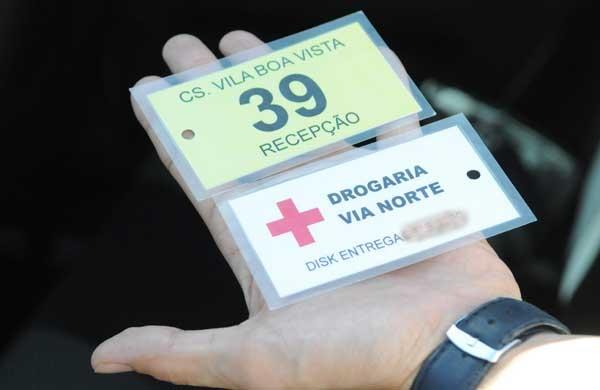 CS. VILA BOA VISTA
39
RECEPÇÃO
DROGARIA
VIA NORTE
DISK ENTREGA